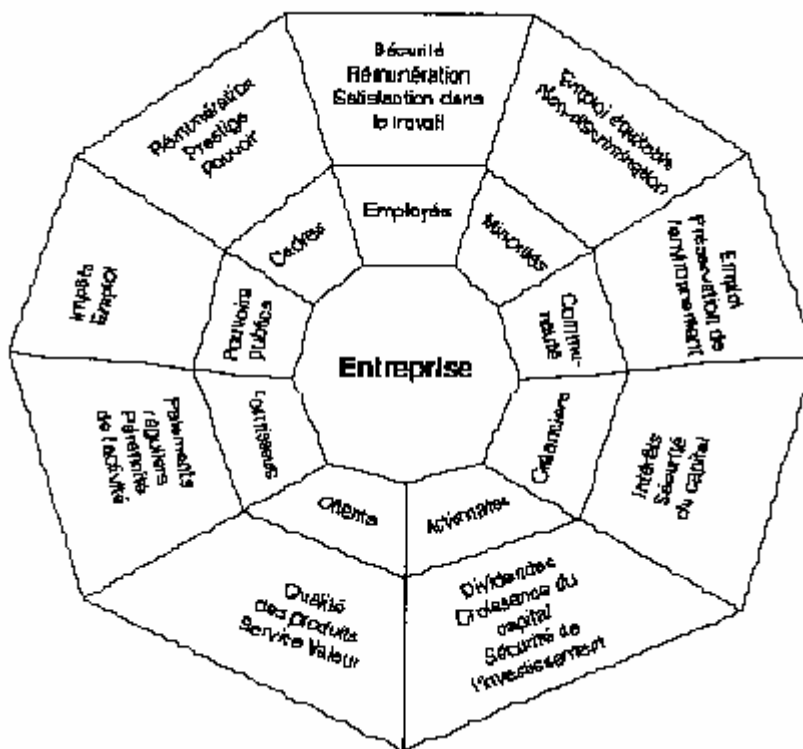 Sécurité
Rémunération
Satisfaction dans
le travail
Employés
Emploi équitable
Non-discrimination
Minorités
Emploi
Préservation de
l'environnement
Commu-
nauté
Intérêts
Sécurité
du capital
Créanciers
Dividendes
Croissance du
capital
Sécurité de
l'investissement
Actionnaires
Qualité
des produits
Service Valeur
Clients
Paiements
réguliers
Pérennité
de l'activité
Fournisseurs
Impôts
Emploi
Pouvoirs
publics
Rémunération
Prestige
pouvoir
Cadres
Entreprise